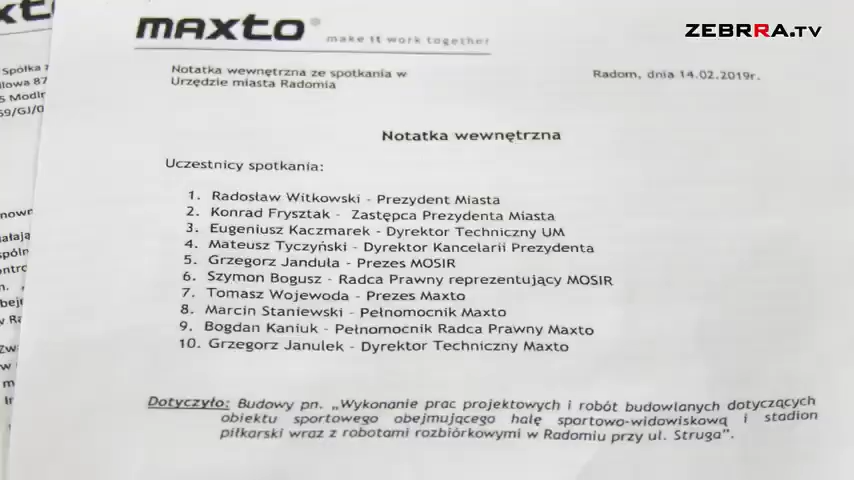 ZEBRRA.TV
maxto
make it work together
Notatka wewnętrzna ze spotkania w
Urzędzie miasta Radomia
Radom, dnia 14.02.2019r.
Notatka wewnętrzna
Uczestnicy spotkania:
1. Radosław Witkowski - Prezydent Miasta
2. Konrad Frysztak - Zastępca Prezydenta Miasta
3. Eugeniusz Kaczmarek - Dyrektor Techniczny UM
4. Mateusz Tyczyński - Dyrektor Kancelarii Prezydenta
5. Grzegorz Janduła - Prezes MOSIR
6. Szymon Bogusz - Radca Prawny reprezentujący MOSIR
7. Tomasz Wojewoda - Prezes Maxto
8. Marcin Staniewski - Pełnomocnik Maxto
9. Bogdan Kaniuk - Pełnomocnik Radca Prawny Maxto
10. Grzegorz Janulek - Dyrektor Techniczny Maxto
Dotyczyło: Budowy pn. „Wykonanie prac projektowych i robót budowlanych dotyczących
obiektu sportowego obejmującego halę sportowo-widowiskową i stadion
piłkarski wraz z robotami rozbiórkowymi w Radomiu przy ul. Struga”.